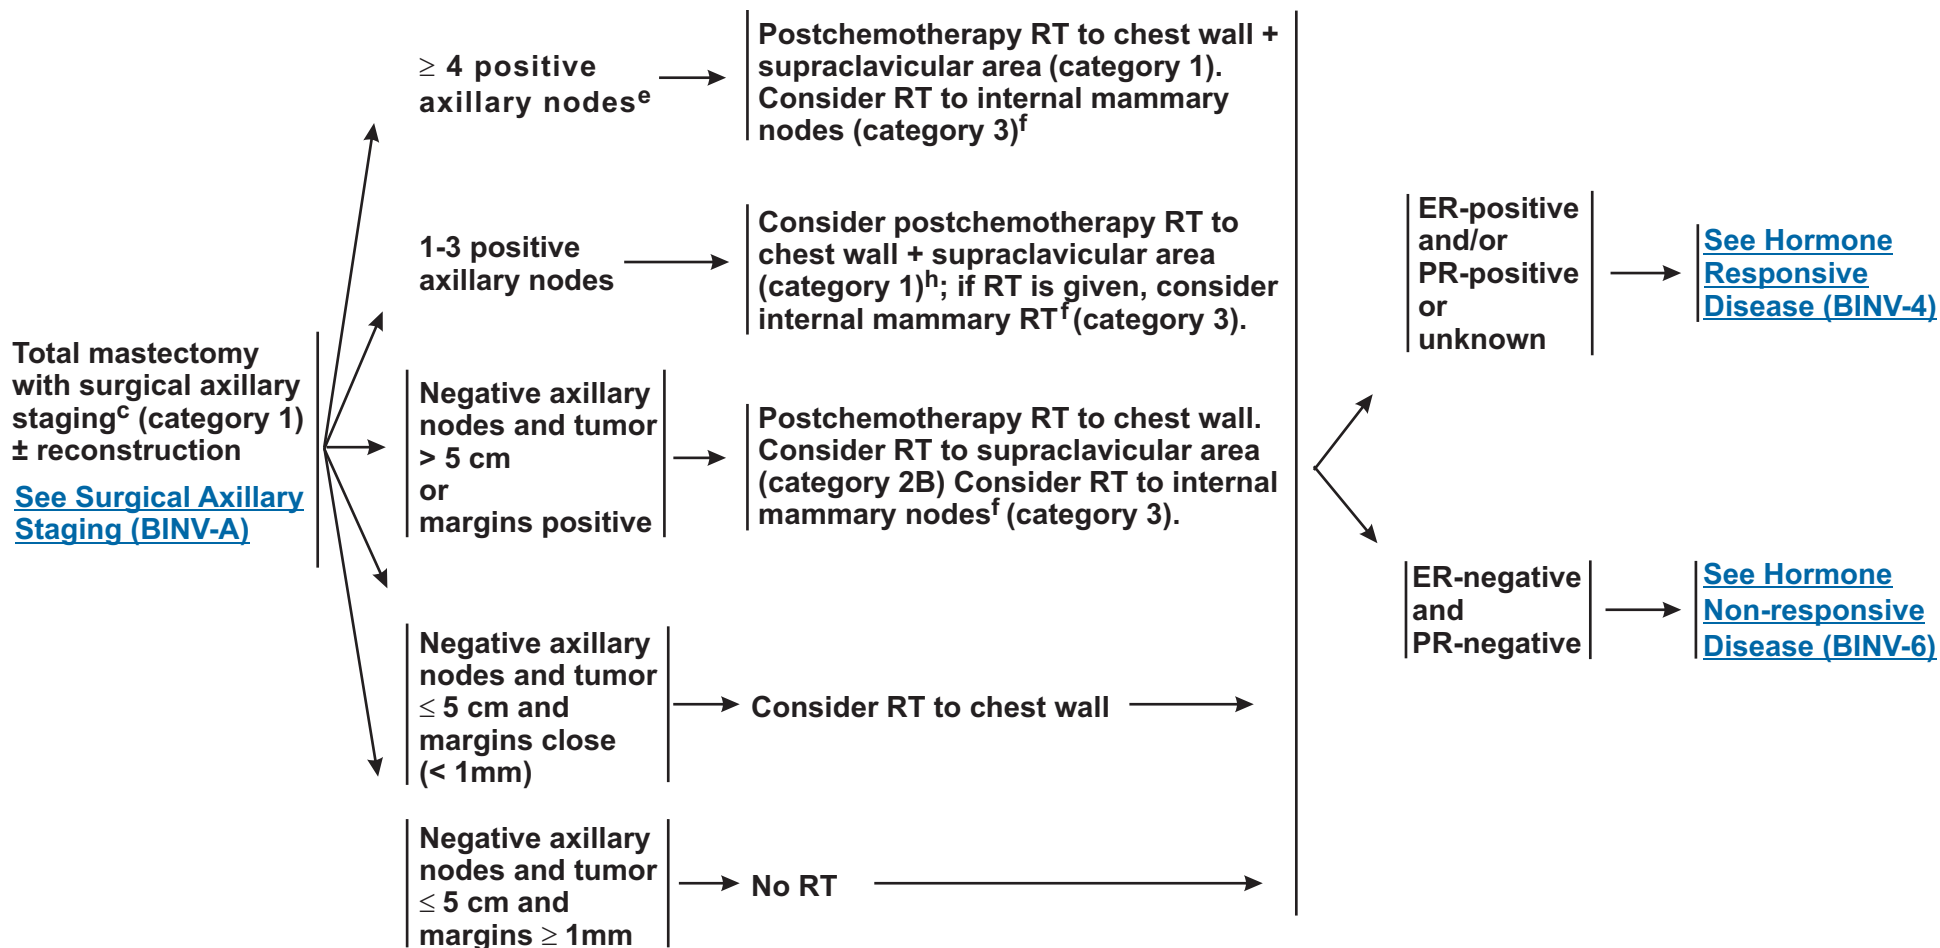 Total mastectomy
with surgical axillary
staging^c (category 1)
± reconstruction
See Surgical Axillary
Staging (BINV-A)
≥ 4 positive
axillary nodes^e
Postchemotherapy RT to chest wall +
supraclavicular area (category 1).
Consider RT to internal mammary
nodes (category 3)^f
1-3 positive
axillary nodes
Consider postchemotherapy RT to
chest wall + supraclavicular area
(category 1)^h; if RT is given, consider
internal mammary RT^f (category 3).
Negative axillary
nodes and tumor
> 5 cm
or
margins positive
Postchemotherapy RT to chest wall.
Consider RT to supraclavicular area
(category 2B) Consider RT to internal
mammary nodes^f (category 3).
Negative axillary
nodes and tumor
≤ 5 cm and
margins close
(< 1mm)
Consider RT to chest wall
Negative axillary
nodes and tumor
≤ 5 cm and
margins ≥ 1mm
No RT
ER-positive
and/or
PR-positive
or
unknown
See Hormone
Responsive
Disease (BINV-4)
ER-negative
and
PR-negative
See Hormone
Non-responsive
Disease (BINV-6)